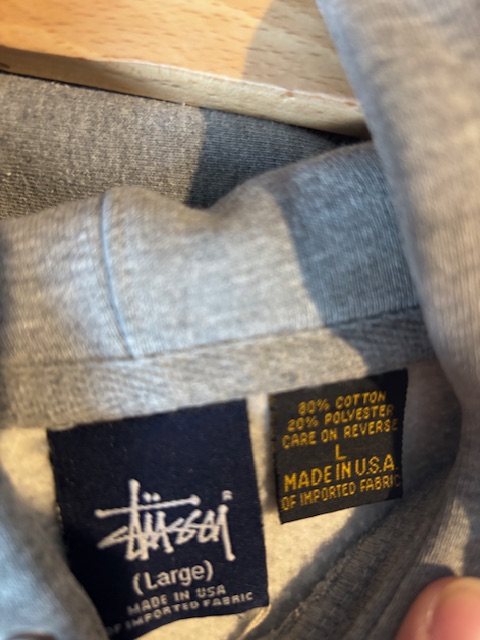 Stüssy ®
(Large)
MADE IN USA
OF IMPORTED FABRIC
80% COTTON
20% POLYESTER
CARE ON REVERSE
L
MADE IN U.S.A
OF IMPORTED FABRIC